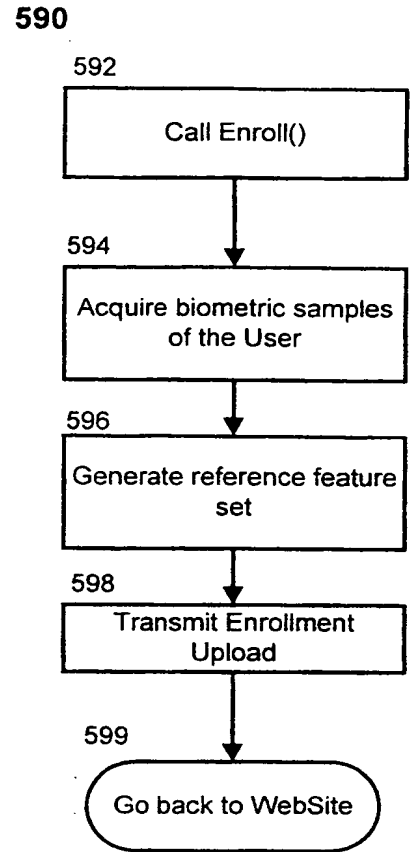 590
592
Call Enroll()
594
Acquire biometric samples
of the User
596
Generate reference feature
set
598
Transmit Enrollment
Upload
599
Go back to WebSite